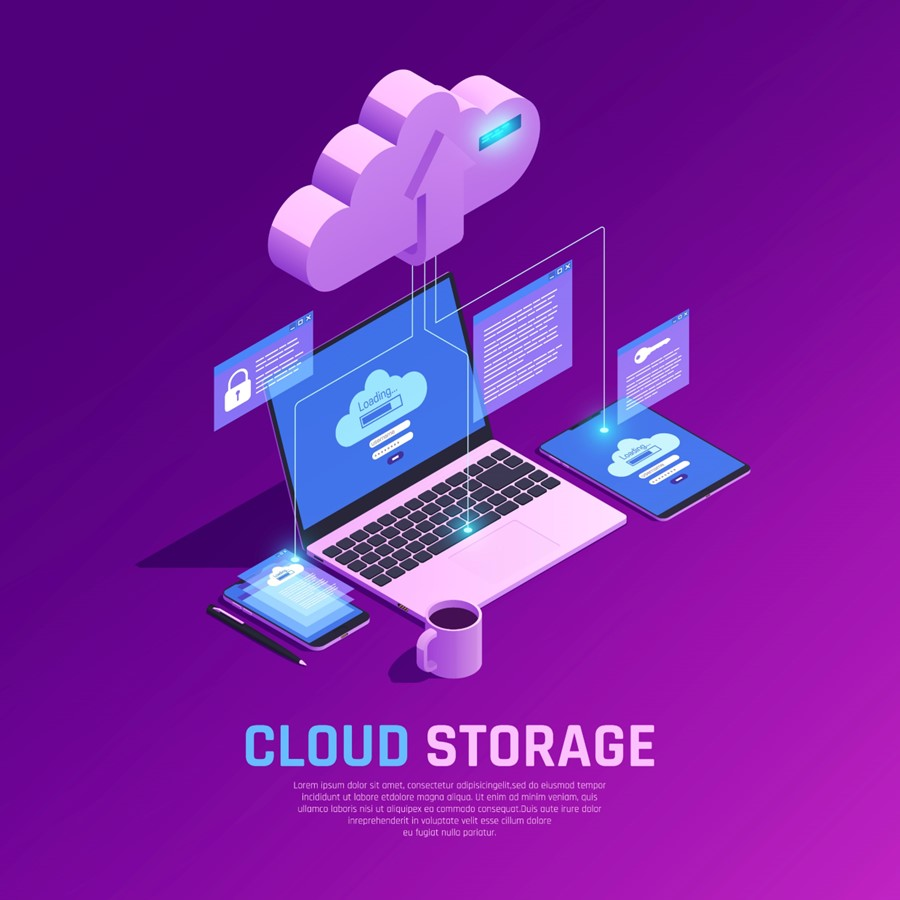 Loading...
Loading...
CLOUD STORAGE
Lorem ipsum dolor sit amet, consectetur adipisicingelit,sed do eiusmod tempor
incididunt ut labore etdolore magna aliqua. Ut enim ad minim veniam, quis
ullamco laboris nisi ut aliquipex ea commodo consequat.Duis aute irure dolor
inreprehenderit in voluptate velit esse cillum dolore
eu fugiat nulla pariatur.